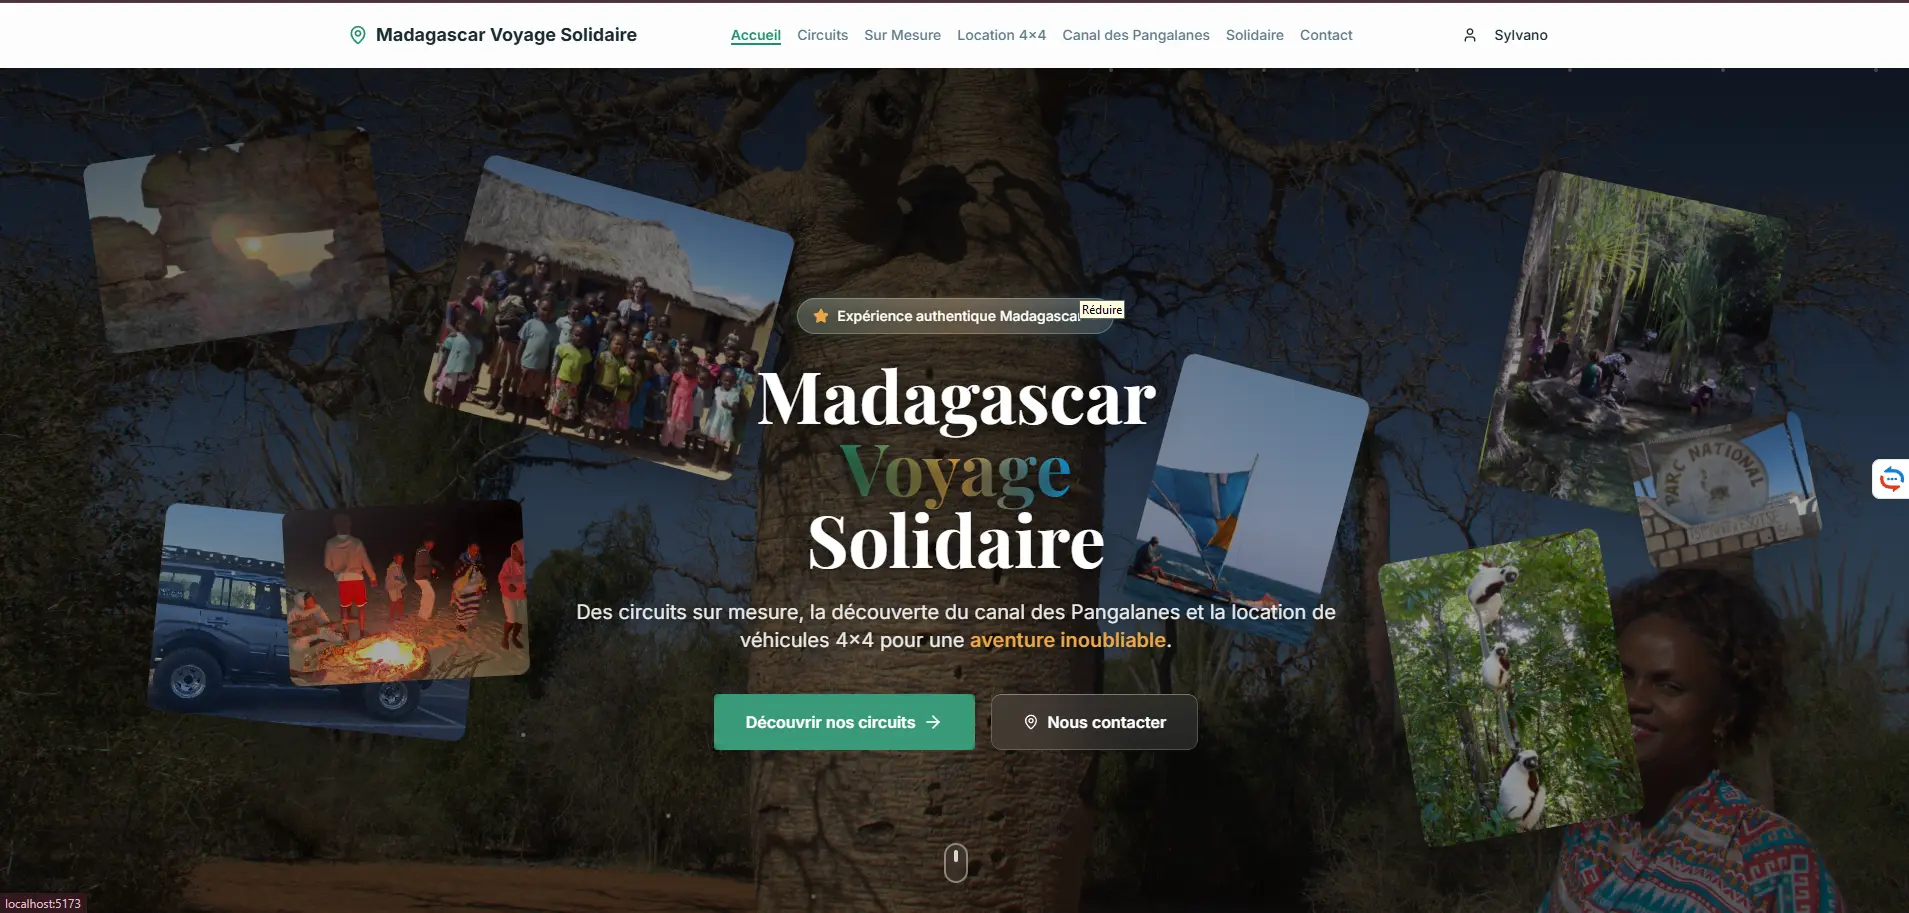 Madagascar Voyage Solidaire
Accueil Circuits Sur Mesure Location 4×4 Canal des Pangalanes Solidaire Contact
Sylvano
Expérience authentique Madagascar
Réduire
Madagascar
Voyage
Solidaire
PARC NATIONAL
Des circuits sur mesure, la découverte du canal des Pangalanes et la location de
véhicules 4×4 pour une aventure inoubliable.
Découvrir nos circuits →
Nous contacter
localhost:5173